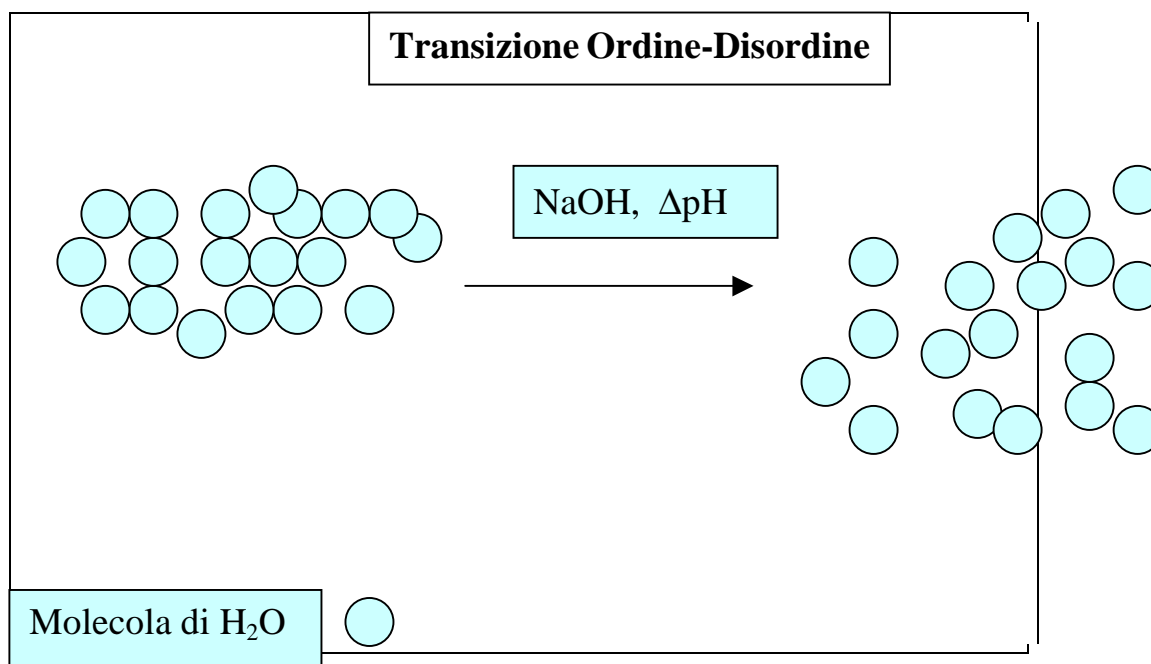 Transizione Ordine-Disordine
NaOH, ΔpH
Molecola di H₂O